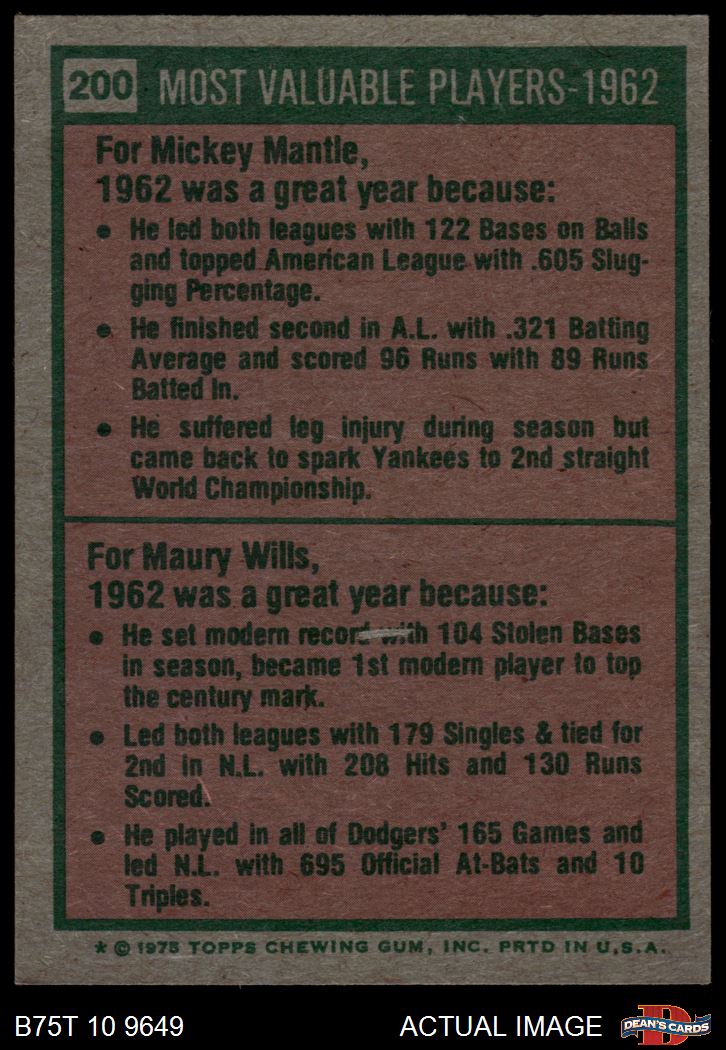 200 MOST VALUABLE PLAYERS-1962
For Mickey Mantle,
1962 was a great year because:
• He led both leagues with 122 Bases on Balls
and topped American League with .605 Slug-
ging Percentage.
• He finished second in A.L. with .321 Batting
Average and scored 96 Runs with 89 Runs
Batted In.
• He suffered leg injury during season but
came back to spark Yankees to 2nd straight
World Championship.
For Maury Wills,
1962 was a great year because:
• He set modern record with 104 Stolen Bases
in season, became 1st modern player to top
the century mark.
• Led both leagues with 179 Singles & tied for
2nd in N.L. with 208 Hits and 130 Runs
Scored.
• He played in all of Dodgers' 165 Games and
led N.L. with 695 Official At-Bats and 10
Triples.
* © 1975 TOPPS CHEWING GUM, INC. PRTD IN U.S.A.
B75T 10 9649 ACTUAL IMAGE
D
DEAN'S CARDS